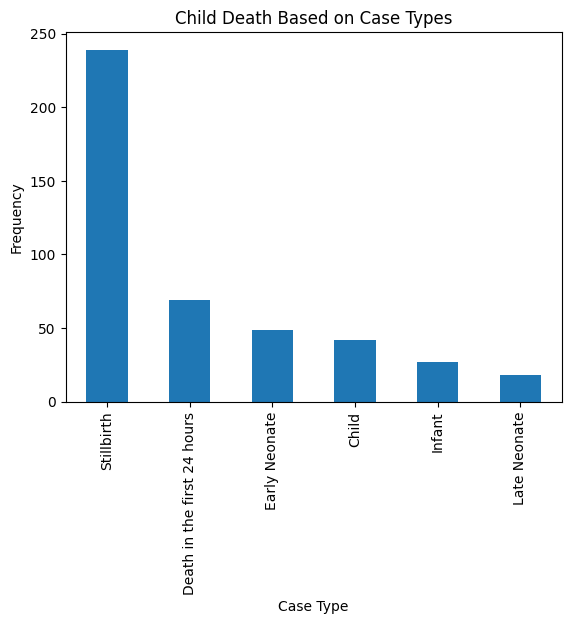 Child Death Based on Case Types
Frequency
250
200
150
100
50
0
Stillbirth
Death in the first 24 hours
Early Neonate
Child
Infant
Late Neonate
Case Type